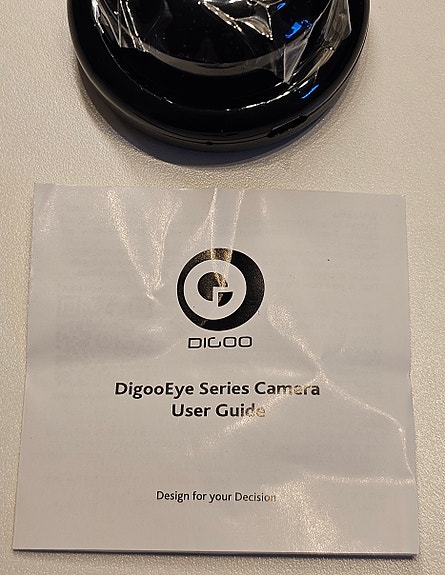 DIGOO
DigooEye Series Camera
User Guide
Design for your Decision